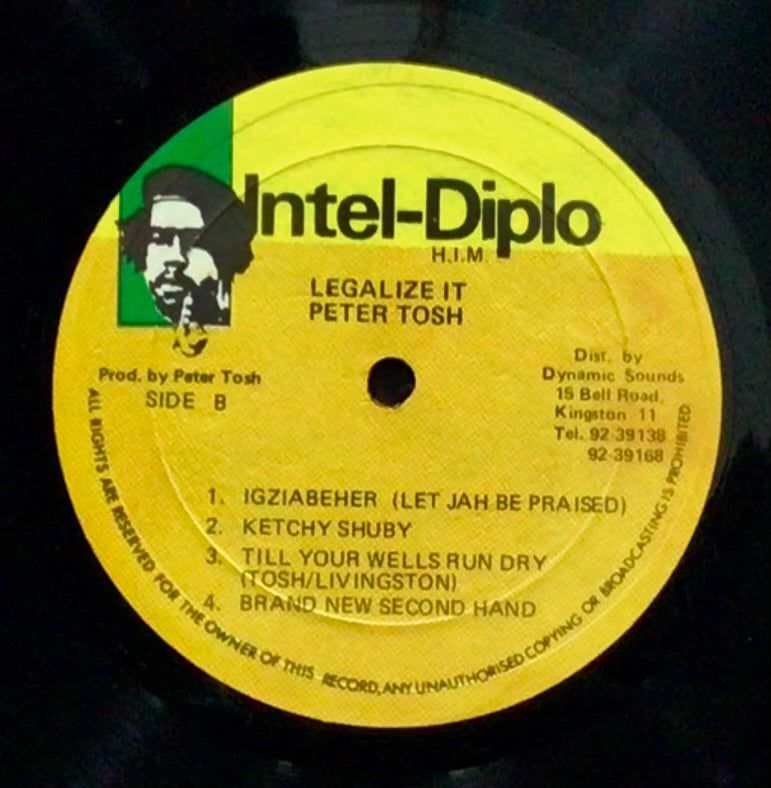 Intel-Diplo
H.I.M.
LEGALIZE IT
PETER TOSH
Prod. by Peter Tosh
SIDE B
Dist. by
Dynamic Sounds
15 Bell Road,
Kingston 11
Tel. 92-39138
92-39168
1. IGZIABEHER (LET JAH BE PRAISED)
2. KETCHY SHUBY
3. TILL YOUR WELLS RUN DRY
(TOSH/LIVINGSTON)
4. BRAND NEW SECOND HAND
ALL RIGHTS ARE RESERVED FOR THE OWNER OF THIS RECORD, ANY UNAUTHORISED COPYING OR BROADCASTING IS PROHIBITED